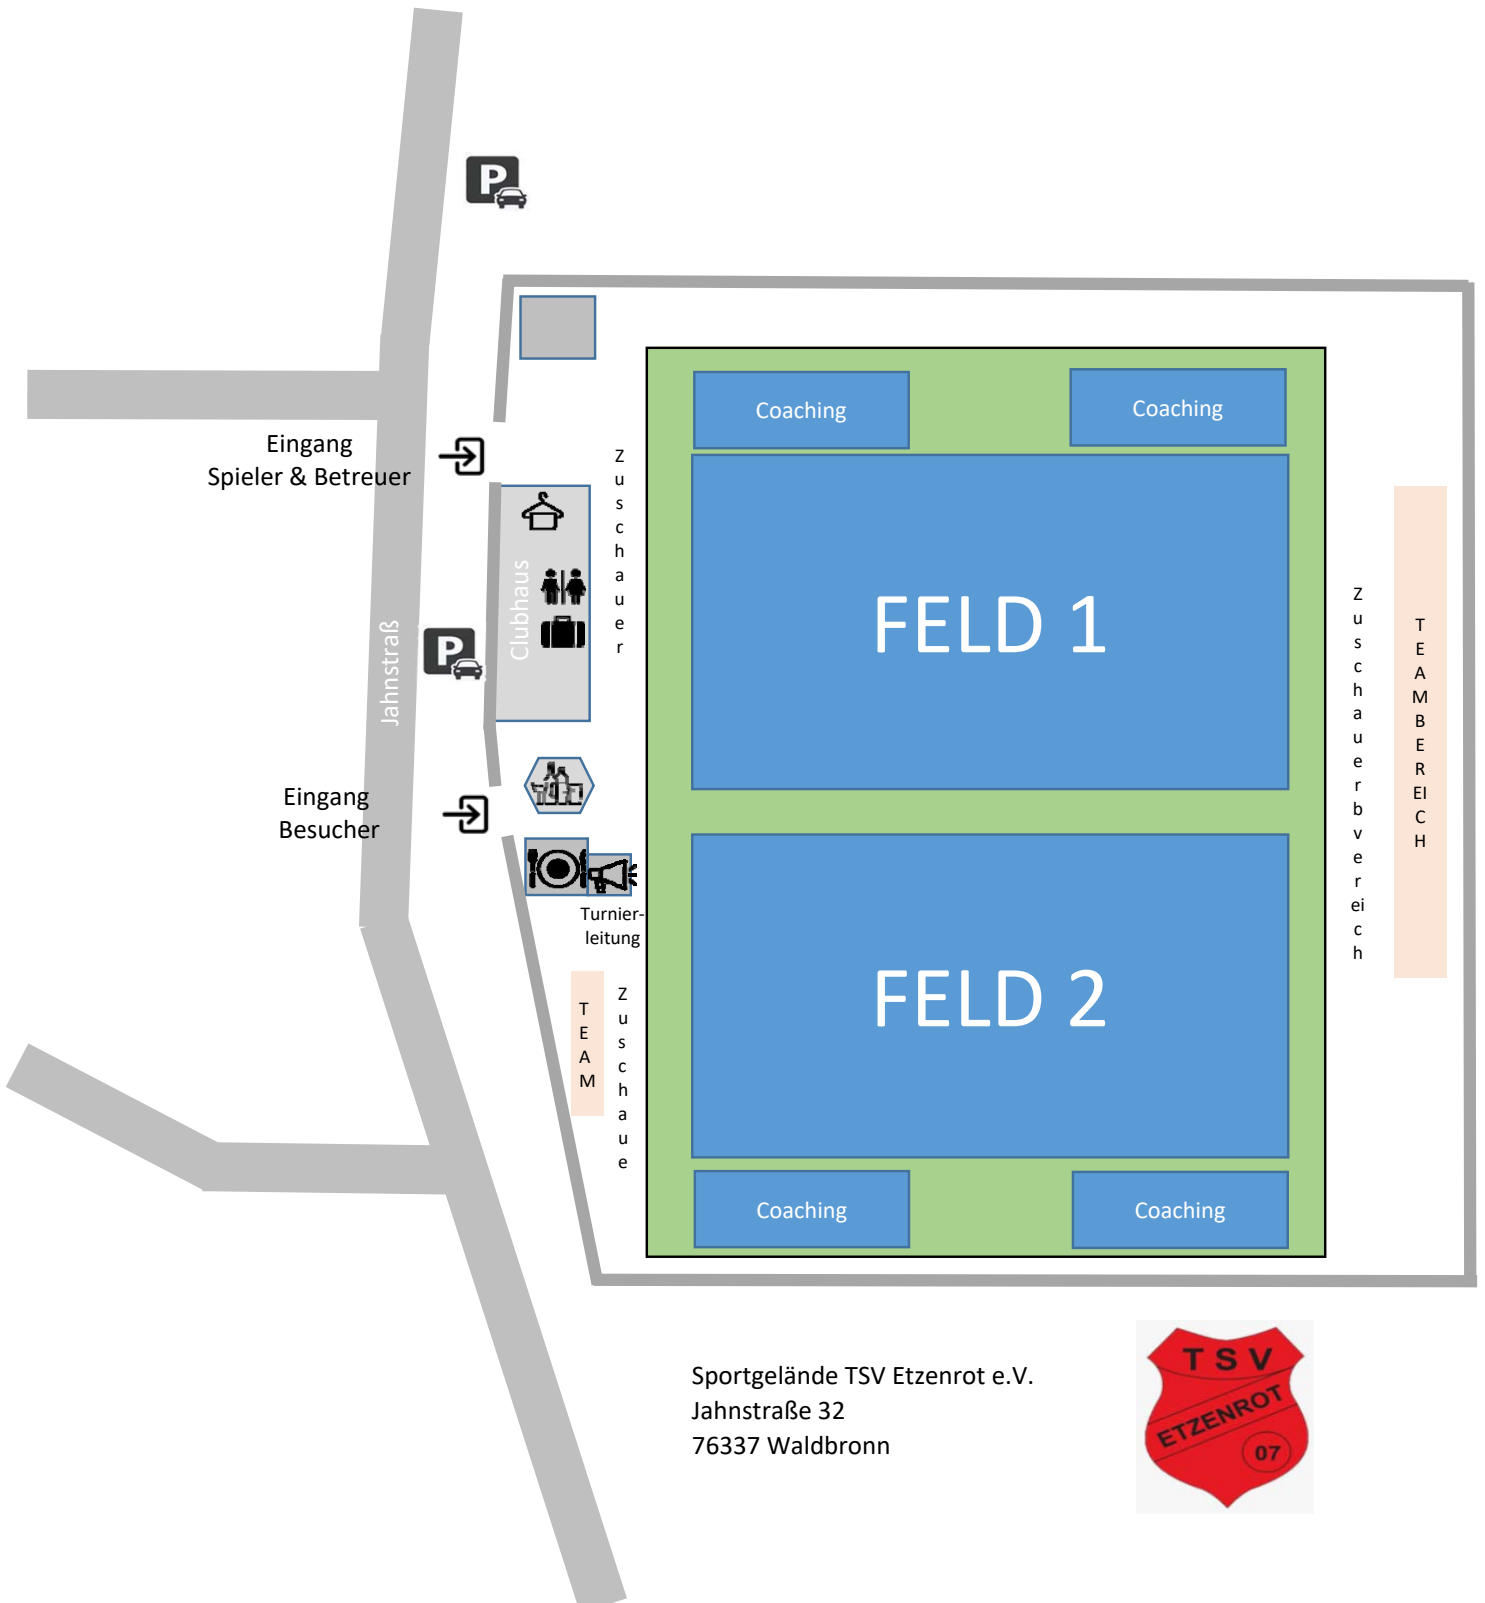 P
Coaching
Coaching
Eingang
Spieler & Betreuer
Zuschauer
FELD 1
Clubhaus
Jahnstraß
P
Zuschauerbvereich
TEAMBEREICH
Eingang
Besucher
Turnier-
leitung
TEAM
Zuschaue
FELD 2
Coaching
Coaching
Sportgelände TSV Etzenrot e.V.
Jahnstraße 32
76337 Waldbronn
TSV
ETZENROT
07